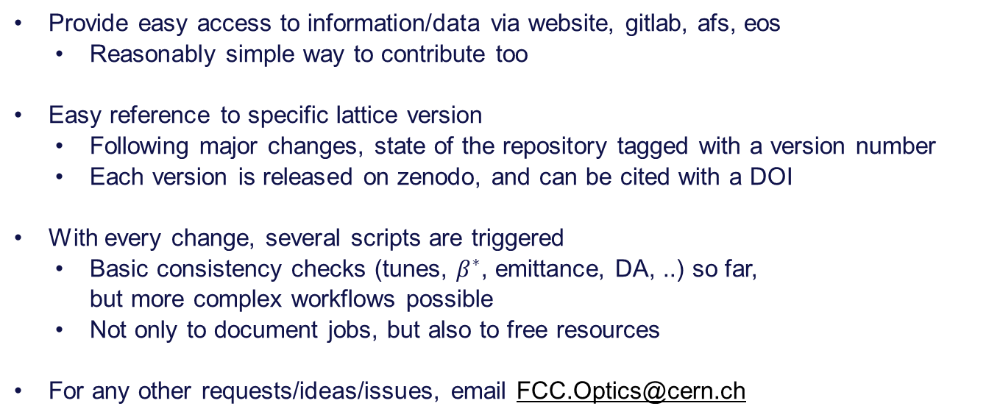 • Provide easy access to information/data via website, gitlab, afs, eos
• Reasonably simple way to contribute too
• Easy reference to specific lattice version
• Following major changes, state of the repository tagged with a version number
• Each version is released on zenodo, and can be cited with a DOI
• With every change, several scripts are triggered
• Basic consistency checks (tunes, β*, emittance, DA, ..) so far,
but more complex workflows possible
• Not only to document jobs, but also to free resources
• For any other requests/ideas/issues, email FCC.Optics@cern.ch